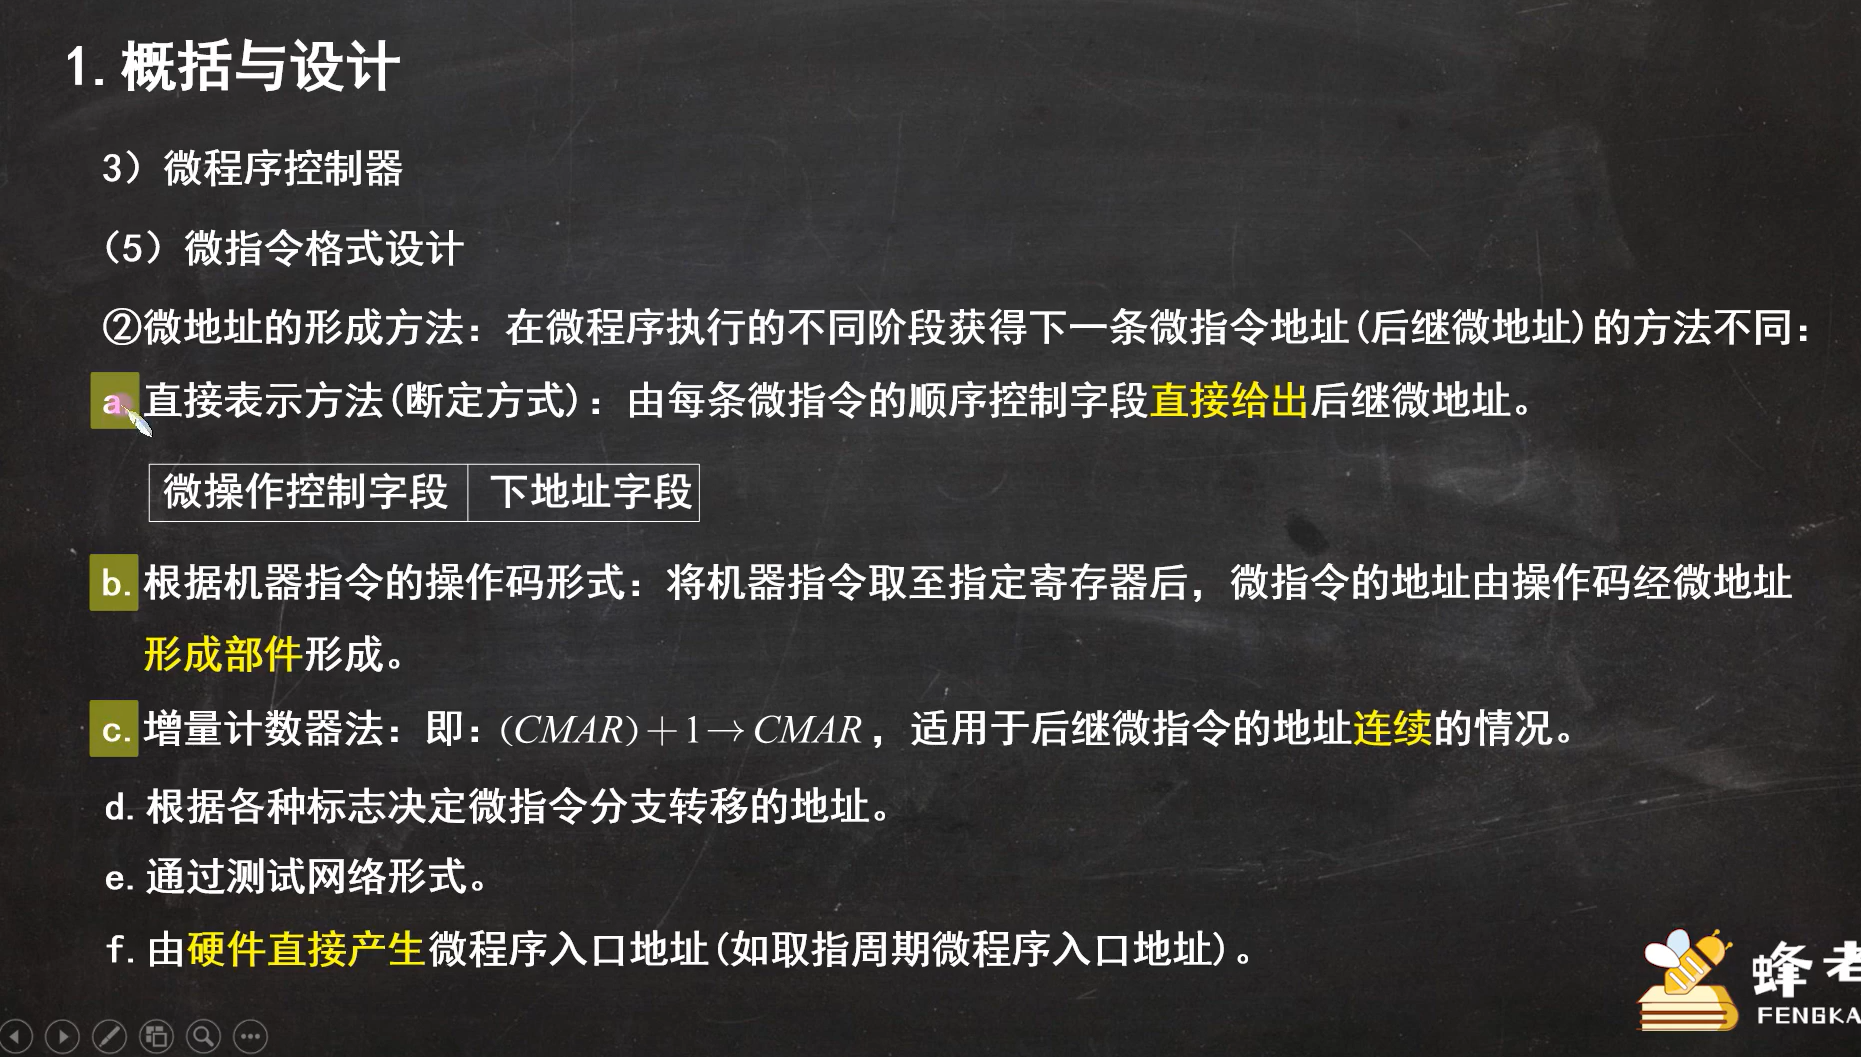 1.概括与设计
3）微程序控制器
（5）微指令格式设计
②微地址的形成方法：在微程序执行的不同阶段获得下一条微指令地址(后继微地址)的方法不同：
a.直接表示方法(断定方式)：由每条微指令的顺序控制字段直接给出后继微地址。
微操作控制字段 下地址字段
b.根据机器指令的操作码形式：将机器指令取至指定寄存器后，微指令的地址由操作码经微地址
形成部件形成。
c.增量计数器法：即：(CMAR)+1→CMAR，适用于后继微指令的地址连续的情况。
d.根据各种标志决定微指令分支转移的地址。
e.通过测试网络形式。
f.由硬件直接产生微程序入口地址(如取指周期微程序入口地址)。
蜂考
FENGKA